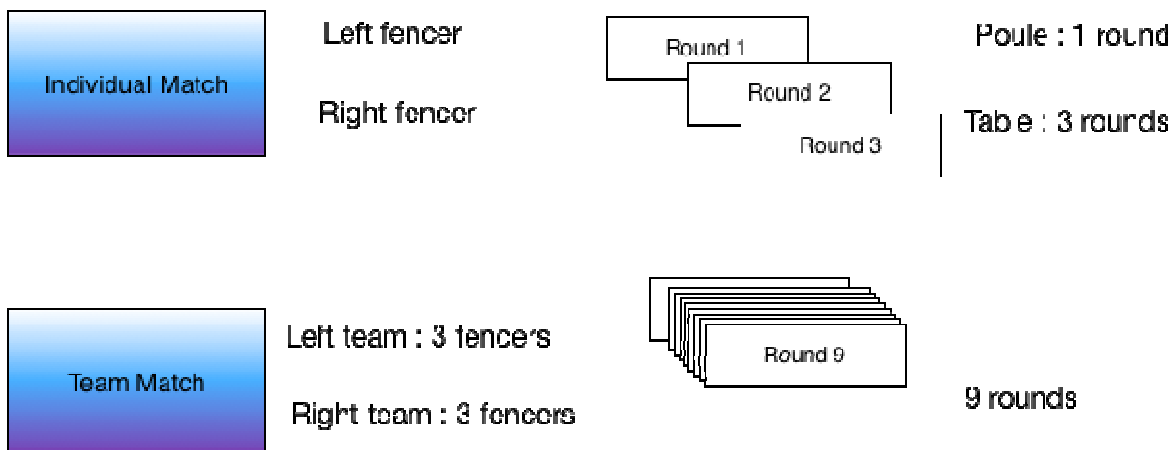 Individual Match
Left fencer
Right fencer
Round 1
Round 2
Round 3
Poule : 1 round
Table : 3 rounds
Team Match
Left team : 3 fencers
Right team : 3 fencers
Round 9
9 rounds